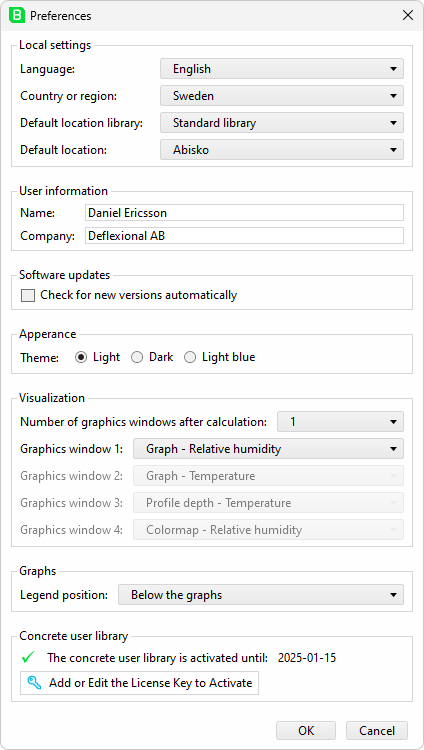 B Preferences
Local settings
Language: English
Country or region: Sweden
Default location library: Standard library
Default location: Abisko
User information
Name: Daniel Ericsson
Company: Deflexional AB
Software updates
Check for new versions automatically
Apperance
Theme: Light Dark Light blue
Visualization
Number of graphics windows after calculation: 1
Graphics window 1: Graph - Relative humidity
Graphics window 2: Graph - Temperature
Graphics window 3: Profile depth - Temperature
Graphics window 4: Colormap - Relative humidity
Graphs
Legend position: Below the graphs
Concrete user library
The concrete user library is activated until: 2025-01-15
Add or Edit the License Key to Activate
OK Cancel